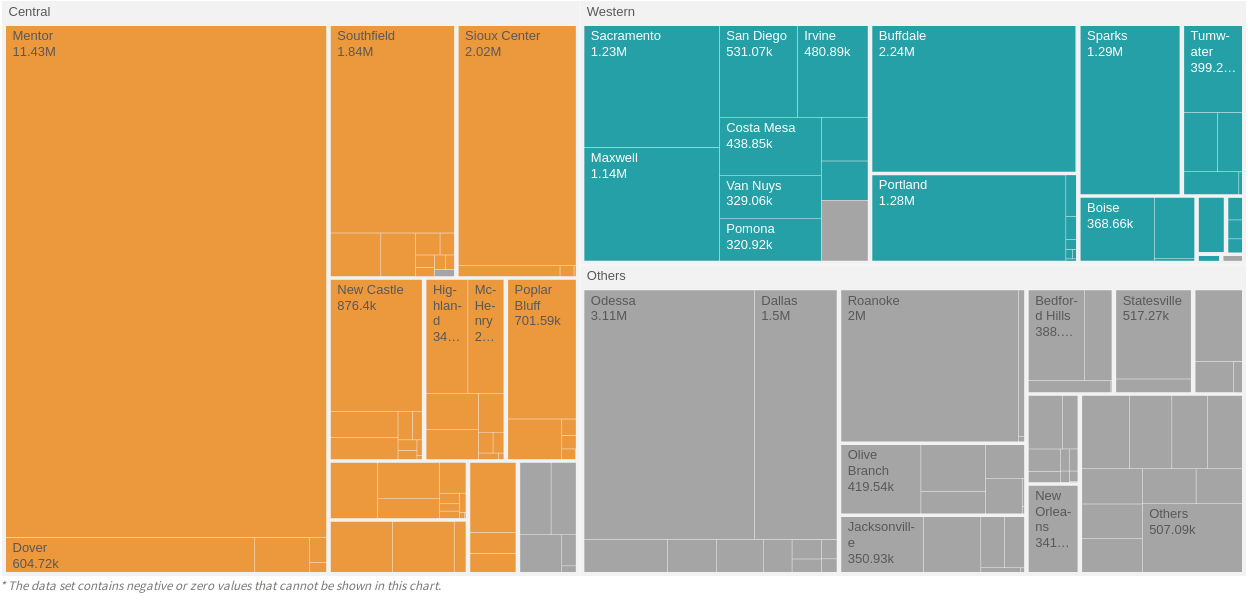 Central
Mentor
11.43M
Dover
604.72k
Southfield
1.84M
Sioux Center
2.02M
New Castle
876.4k
Hig-
hlan-
d
34…
Mc-
He-
nry
2…
Poplar
Bluff
701.59k
Western
Sacramento
1.23M
Maxwell
1.14M
San Diego
531.07k
Irvine
480.89k
Costa Mesa
438.85k
Van Nuys
329.06k
Pomona
320.92k
Buffdale
2.24M
Portland
1.28M
Sparks
1.29M
Tumw-
ater
399.2…
Boise
368.66k
Others
Odessa
3.11M
Dallas
1.5M
Roanoke
2M
Olive
Branch
419.54k
Jacksonvill-
e
350.93k
Bedfor-
d Hills
388.…
Statesville
517.27k
New
Orlea-
ns
341…
Others
507.09k
* The data set contains negative or zero values that cannot be shown in this chart.